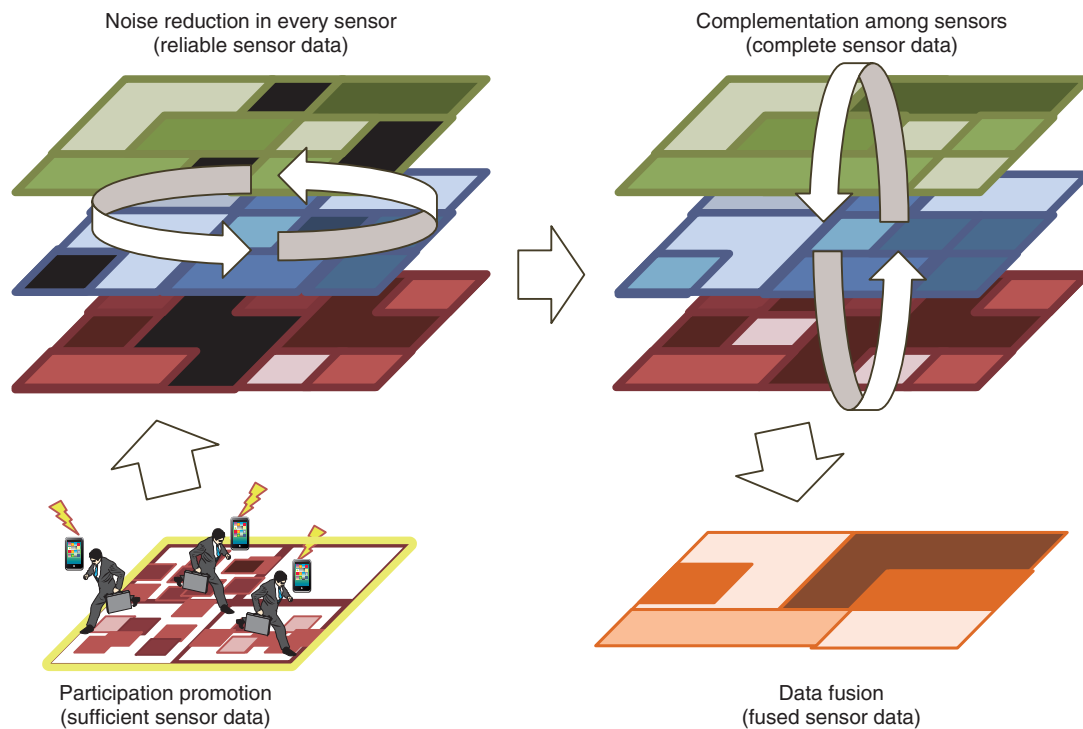 Noise reduction in every sensor
(reliable sensor data)
Complementation among sensors
(complete sensor data)
Participation promotion
(sufficient sensor data)
Data fusion
(fused sensor data)